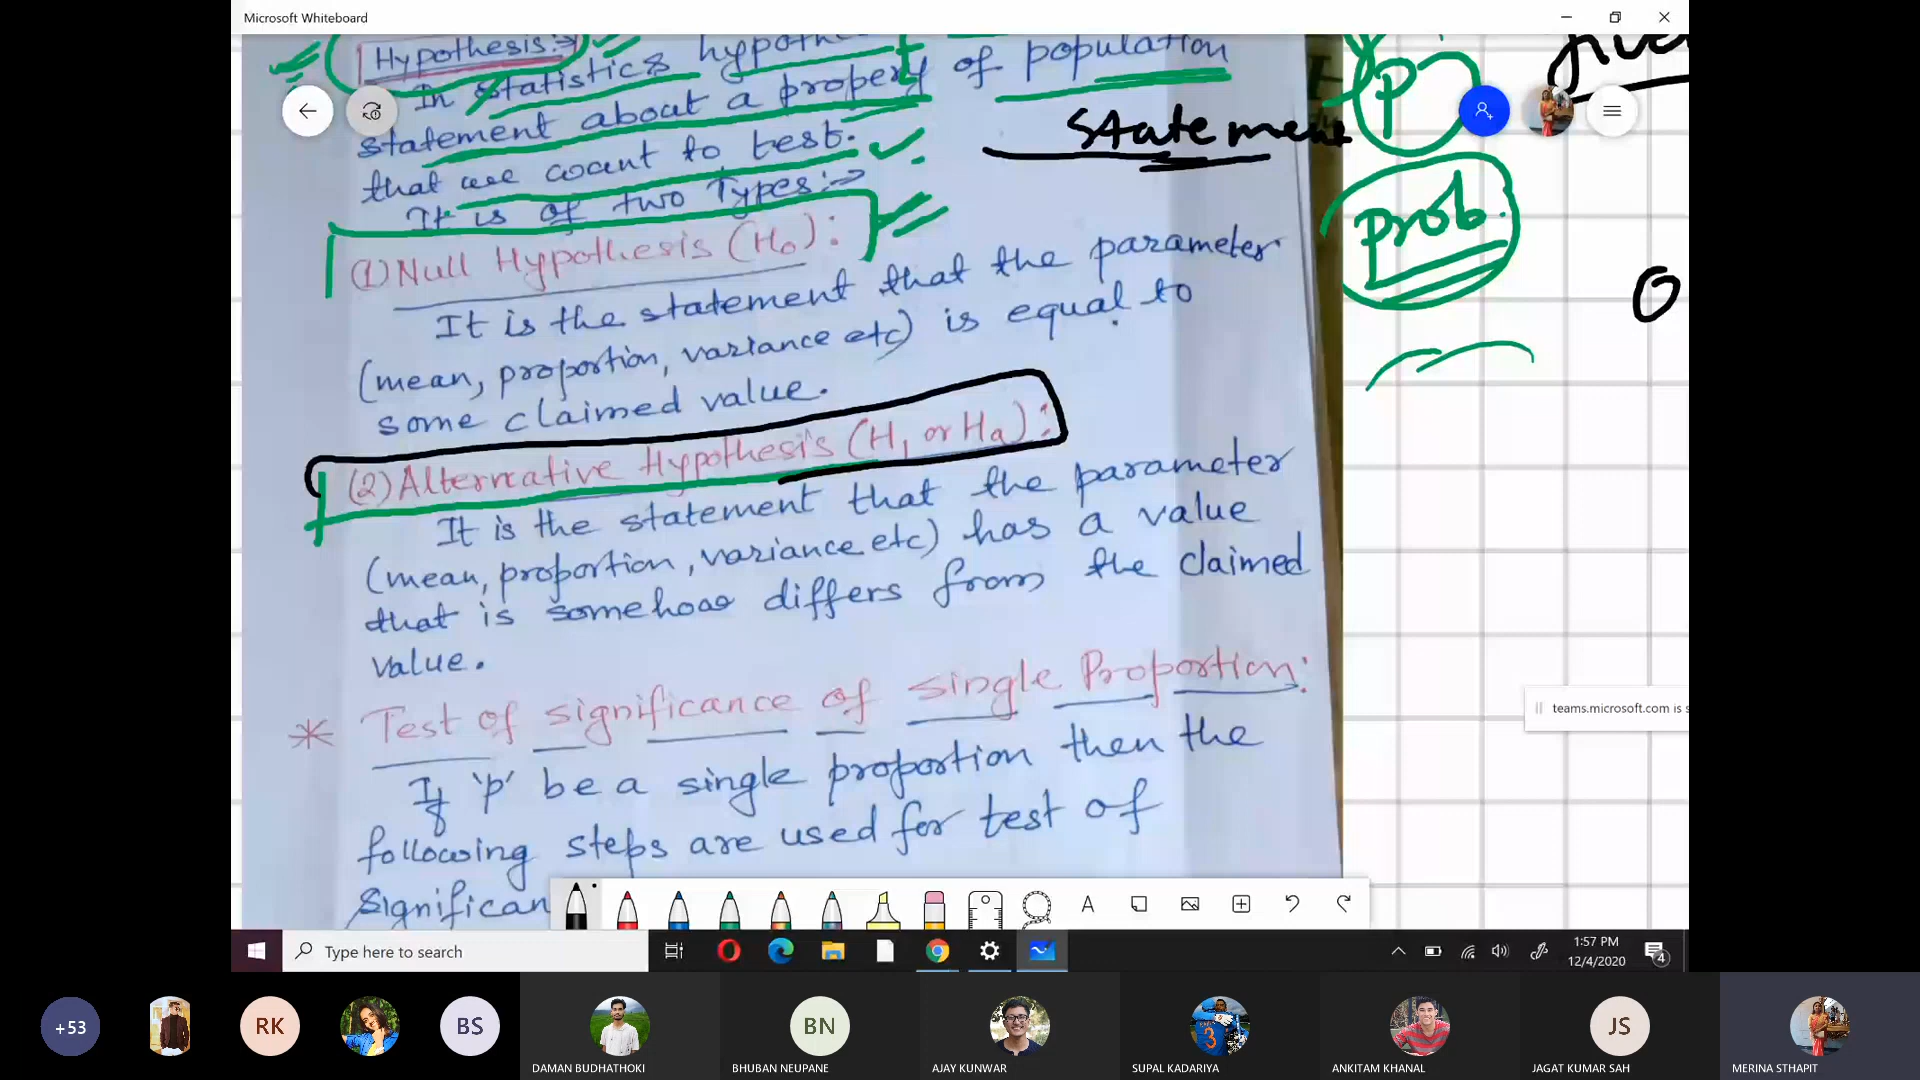 Microsoft Whiteboard
Hypothesis:→
In statistics
statement about a propery of population
that we want to test.
It is of two Types:→
(1) Null Hypothesis (H0):
It is the statement that the parameter
(mean, proportion, variance etc) is equal to
some claimed value.
(2) Alternative Hypothesis (H1 or Ha):
It is the statement that the parameter
(mean, proportion, variance etc) has a value
that is somehow differs from the claimed
value.
* Test of significance of single Proportion:
If 'p' be a single proportion then the
following steps are used for test of
Significan
Statement
P
prob.
teams.microsoft.com is s
A
Type here to search
1:57 PM
12/4/2020
4
+53
RK
BS
BN
JS
DAMAN BUDHATHOKI
BHUBAN NEUPANE
AJAY KUNWAR
SUPAL KADARIYA
ANKITAM KHANAL
JAGAT KUMAR SAH
MERINA STHAPIT